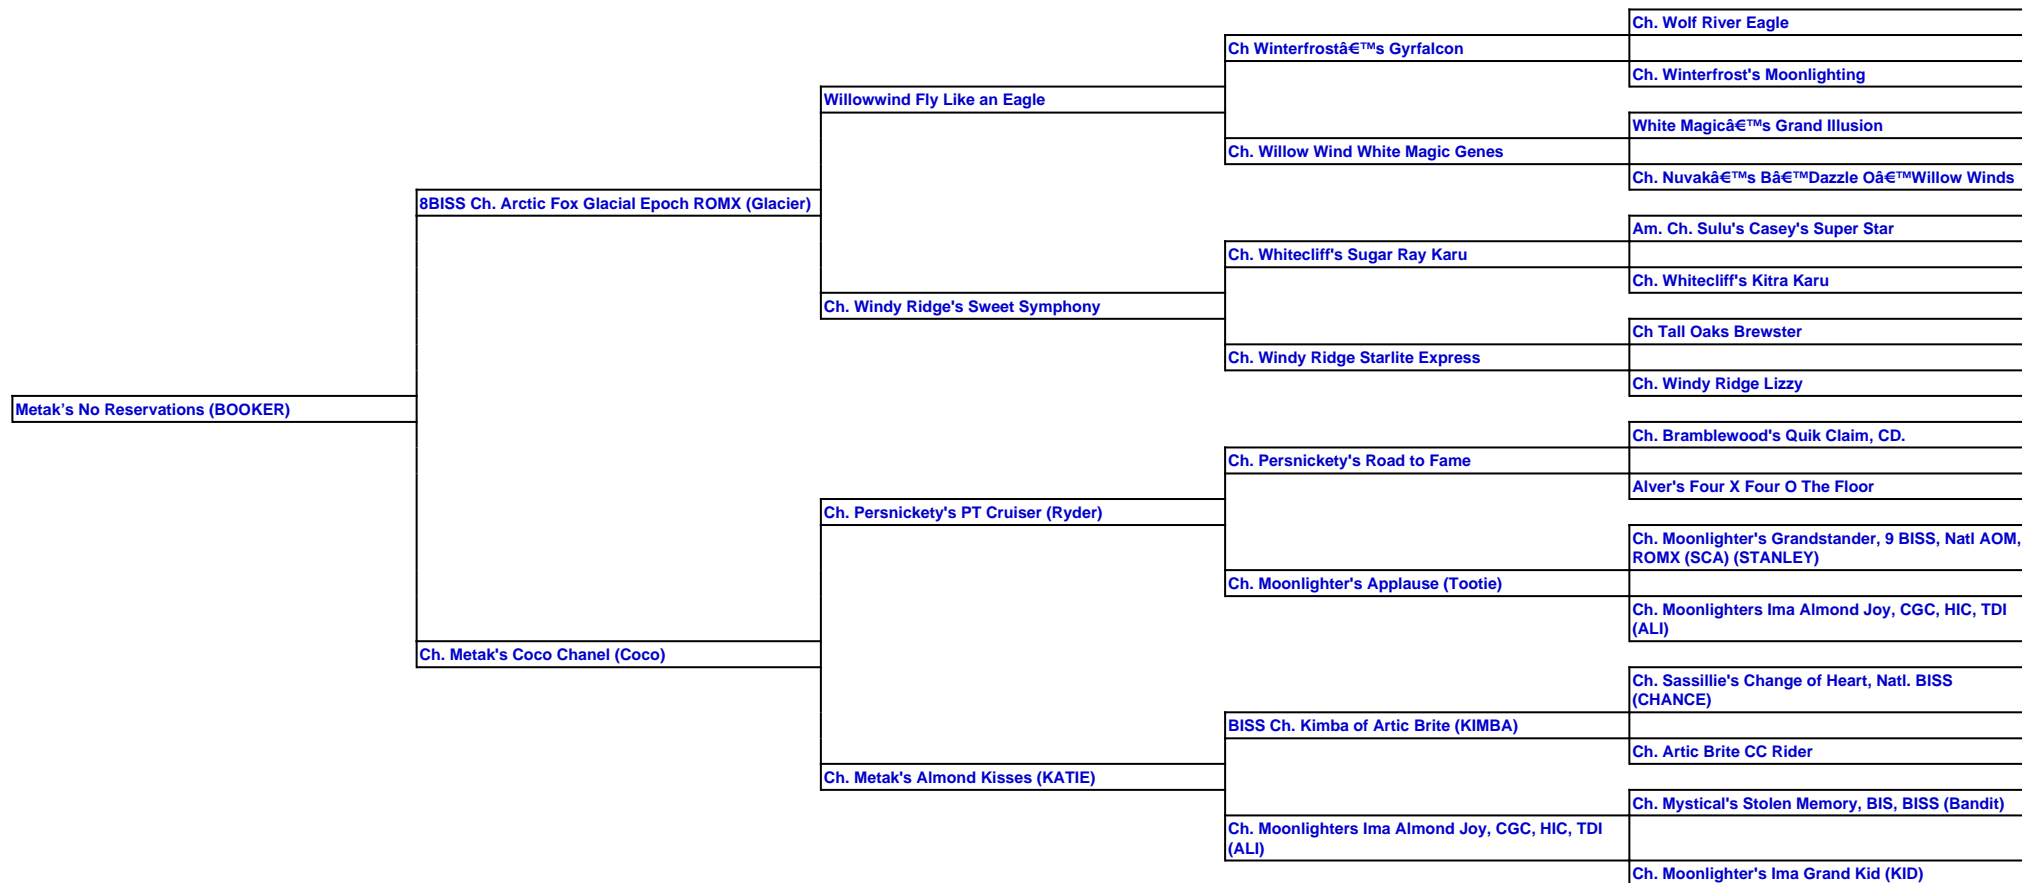 Ch. Wolf River Eagle
Ch Winterfrostâ€™s Gyrfalcon
Ch. Winterfrost's Moonlighting
Willowwind Fly Like an Eagle
White Magicâ€™s Grand Illusion
Ch. Willow Wind White Magic Genes
Ch. Nuvakâ€™s Bâ€™Dazzle Oâ€™Willow Winds
8BISS Ch. Arctic Fox Glacial Epoch ROMX (Glacier)
Am. Ch. Sulu's Casey's Super Star
Ch. Whitecliff's Sugar Ray Karu
Ch. Whitecliff's Kitra Karu
Ch. Windy Ridge's Sweet Symphony
Ch Tall Oaks Brewster
Ch. Windy Ridge Starlite Express
Ch. Windy Ridge Lizzy
Metak’s No Reservations (BOOKER)
Ch. Bramblewood's Quik Claim, CD.
Ch. Persnickety's Road to Fame
Alver's Four X Four O The Floor
Ch. Persnickety's PT Cruiser (Ryder)
Ch. Moonlighter's Grandstander, 9 BISS, Natl AOM,
ROMX (SCA) (STANLEY)
Ch. Moonlighter's Applause (Tootie)
Ch. Moonlighters Ima Almond Joy, CGC, HIC, TDI
(ALI)
Ch. Metak's Coco Chanel (Coco)
Ch. Sassillie's Change of Heart, Natl. BISS
(CHANCE)
BISS Ch. Kimba of Artic Brite (KIMBA)
Ch. Artic Brite CC Rider
Ch. Metak's Almond Kisses (KATIE)
Ch. Mystical's Stolen Memory, BIS, BISS (Bandit)
Ch. Moonlighters Ima Almond Joy, CGC, HIC, TDI
(ALI)
Ch. Moonlighter's Ima Grand Kid (KID)